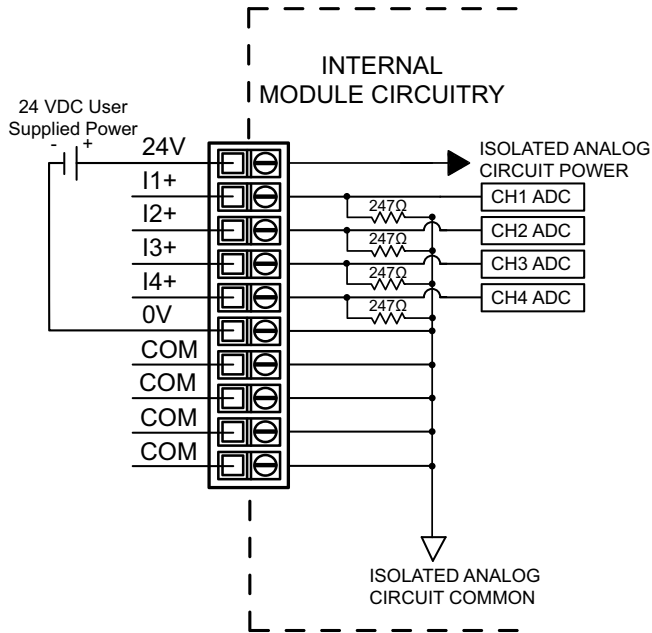 INTERNAL
MODULE CIRCUITRY
24 VDC User
Supplied Power
- +
24V
I1+
I2+
I3+
I4+
0V
COM
COM
COM
COM
ISOLATED ANALOG
CIRCUIT POWER
CH1 ADC
247Ω
CH2 ADC
247Ω
CH3 ADC
247Ω
CH4 ADC
247Ω
ISOLATED ANALOG
CIRCUIT COMMON